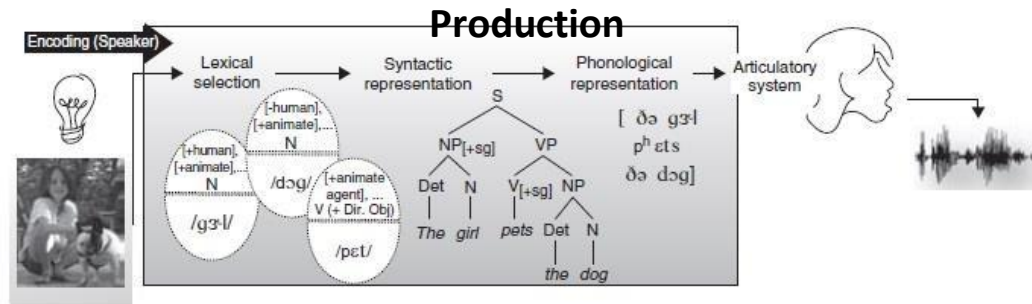 Production
Encoding (Speaker)
Lexical
selection
Syntactic
representation
Phonological
representation
Articulatory
system
[+human],
[+animate],...
N
/gɝl/
[-human],
[+animate],...
N
/dɔg/
[+animate
agent], ...
V (+ Dir. Obj)
/pɛt/
S
NP[+sg] VP
Det N V[+sg] NP
The girl pets Det N
the dog
[ ðə gɝl
pʰ ɛts
ðə dɔg]